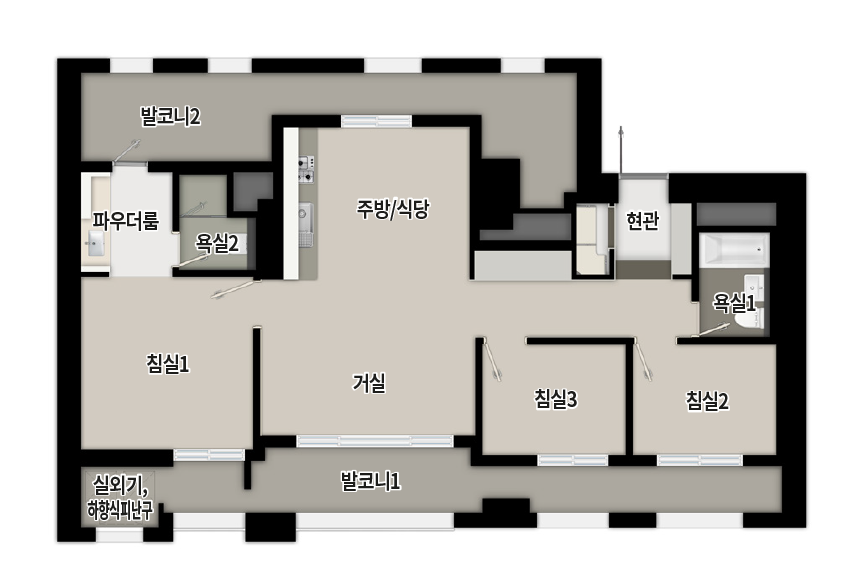 발코니2
파우더룸
욕실2
주방/식당
현관
욕실1
침실1
거실
침실3
침실2
실외기,
하향식피난구
발코니1